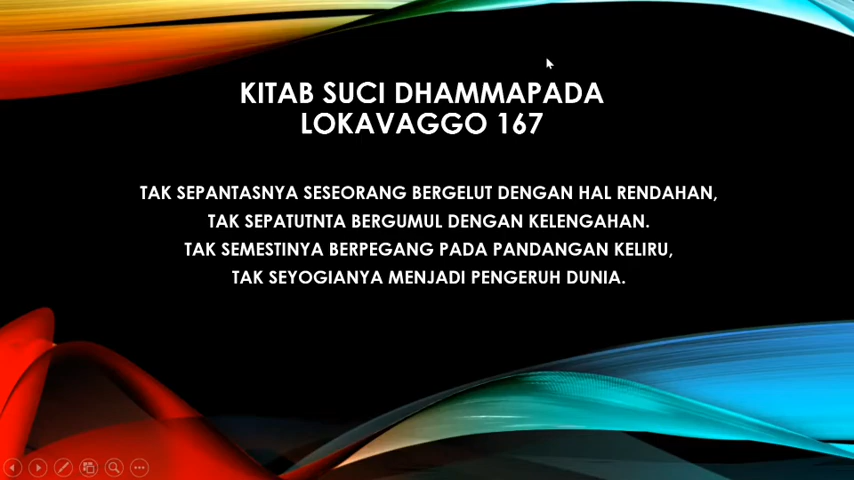 KITAB SUCI DHAMMAPADA
LOKAVAGGO 167
TAK SEPANTASNYA SESEORANG BERGELUT DENGAN HAL RENDAHAN,
TAK SEPATUTNTA BERGUMUL DENGAN KELENGAHAN.
TAK SEMESTINYA BERPEGANG PADA PANDANGAN KELIRU,
TAK SEYOGIANYA MENJADI PENGERUH DUNIA.